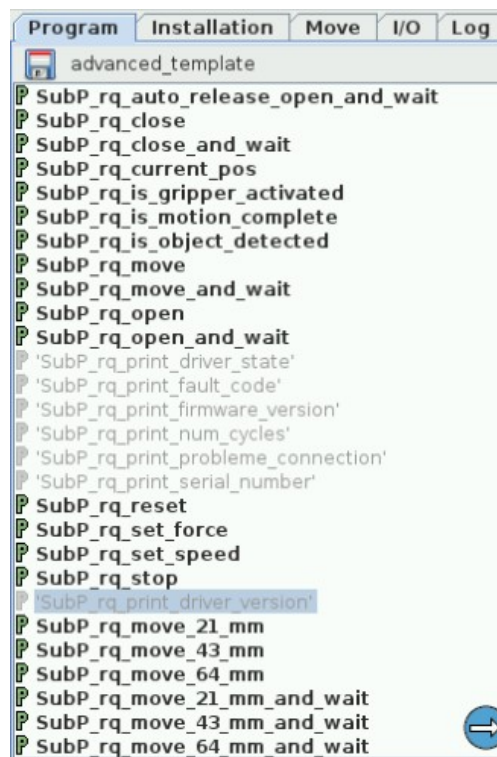 Program Installation Move I/O Log
advanced_template
SubP_rq_auto_release_open_and_wait
SubP_rq_close
SubP_rq_close_and_wait
SubP_rq_current_pos
SubP_rq_is_gripper_activated
SubP_rq_is_motion_complete
SubP_rq_is_object_detected
SubP_rq_move
SubP_rq_move_and_wait
SubP_rq_open
SubP_rq_open_and_wait
'SubP_rq_print_driver_state'
'SubP_rq_print_fault_code'
'SubP_rq_print_firmware_version'
'SubP_rq_print_num_cycles'
'SubP_rq_print_probleme_connection'
'SubP_rq_print_serial_number'
SubP_rq_reset
SubP_rq_set_force
SubP_rq_set_speed
SubP_rq_stop
'SubP_rq_print_driver_version'
SubP_rq_move_21_mm
SubP_rq_move_43_mm
SubP_rq_move_64_mm
SubP_rq_move_21_mm_and_wait
SubP_rq_move_43_mm_and_wait
SubP_rq_move_64_mm_and_wait